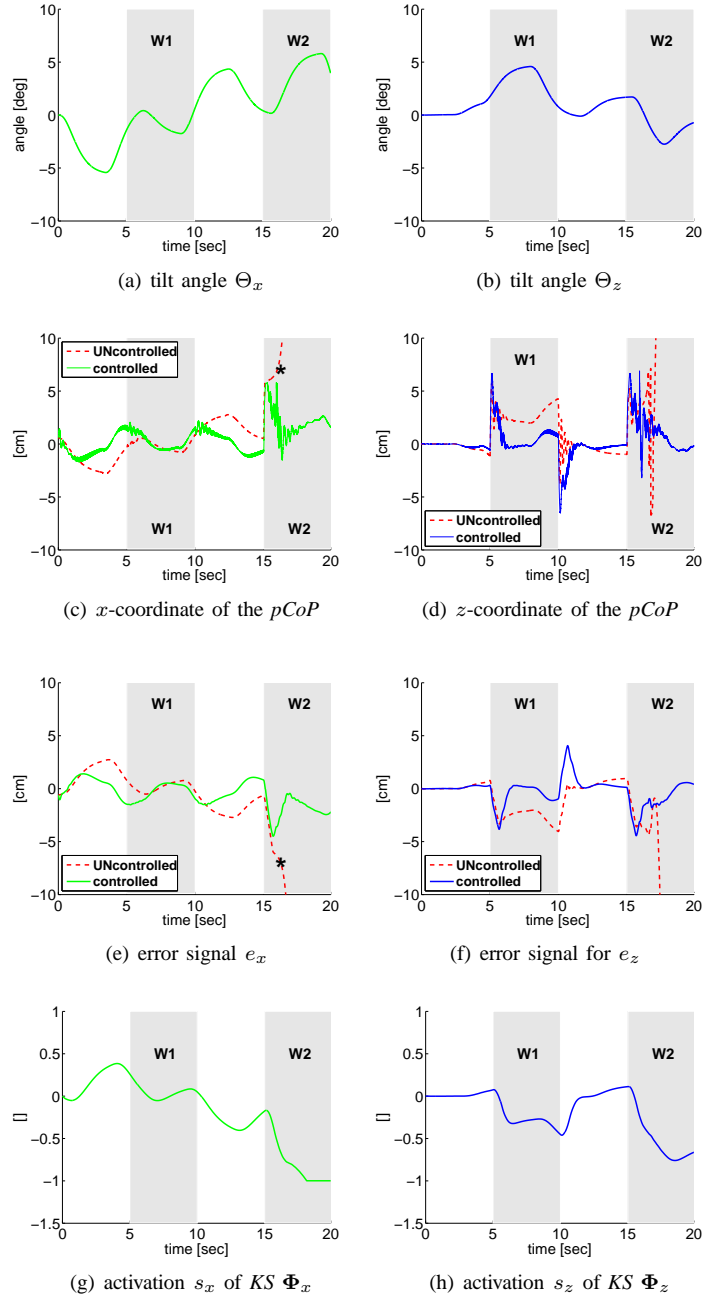 10
5
0
−5
−10
angle [deg]
W1
W2
0 5 10 15 20
time [sec]
(a) tilt angle Θx
10
5
0
−5
−10
angle [deg]
W1
W2
0 5 10 15 20
time [sec]
(b) tilt angle Θz
10
5
0
−5
−10
[cm]
UNcontrolled
controlled
*
W1
W2
0 5 10 15 20
time [sec]
(c) x-coordinate of the pCoP
10
5
0
−5
−10
[cm]
W1
UNcontrolled
controlled
W2
0 5 10 15 20
time [sec]
(d) z-coordinate of the pCoP
10
5
0
−5
−10
[cm]
W1
W2
UNcontrolled
controlled
*
0 5 10 15 20
time [sec]
(e) error signal ex
10
5
0
−5
−10
[cm]
W1
W2
UNcontrolled
controlled
0 5 10 15 20
time [sec]
(f) error signal for ez
1
0.5
0
−0.5
−1
−1.5
[]
W1
W2
0 5 10 15 20
time [sec]
(g) activation sx of KS Φx
1
0.5
0
−0.5
−1
−1.5
[]
W1
W2
0 5 10 15 20
time [sec]
(h) activation sz of KS Φz